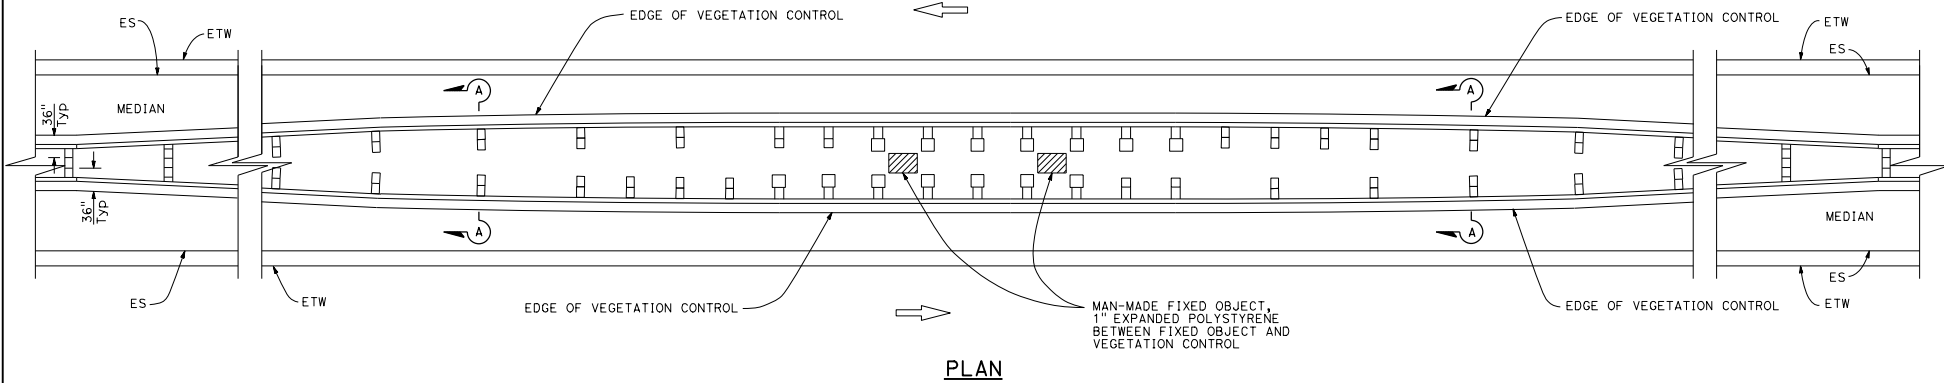 EDGE OF VEGETATION CONTROL
EDGE OF VEGETATION CONTROL
ES
ETW
ETW
ES
A
A
MEDIAN
36"
Typ
36"
Typ
A
A
MEDIAN
ES
ETW
EDGE OF VEGETATION CONTROL
MAN-MADE FIXED OBJECT,
1" EXPANDED POLYSTYRENE
BETWEEN FIXED OBJECT AND
VEGETATION CONTROL
EDGE OF VEGETATION CONTROL
ES
ETW
PLAN